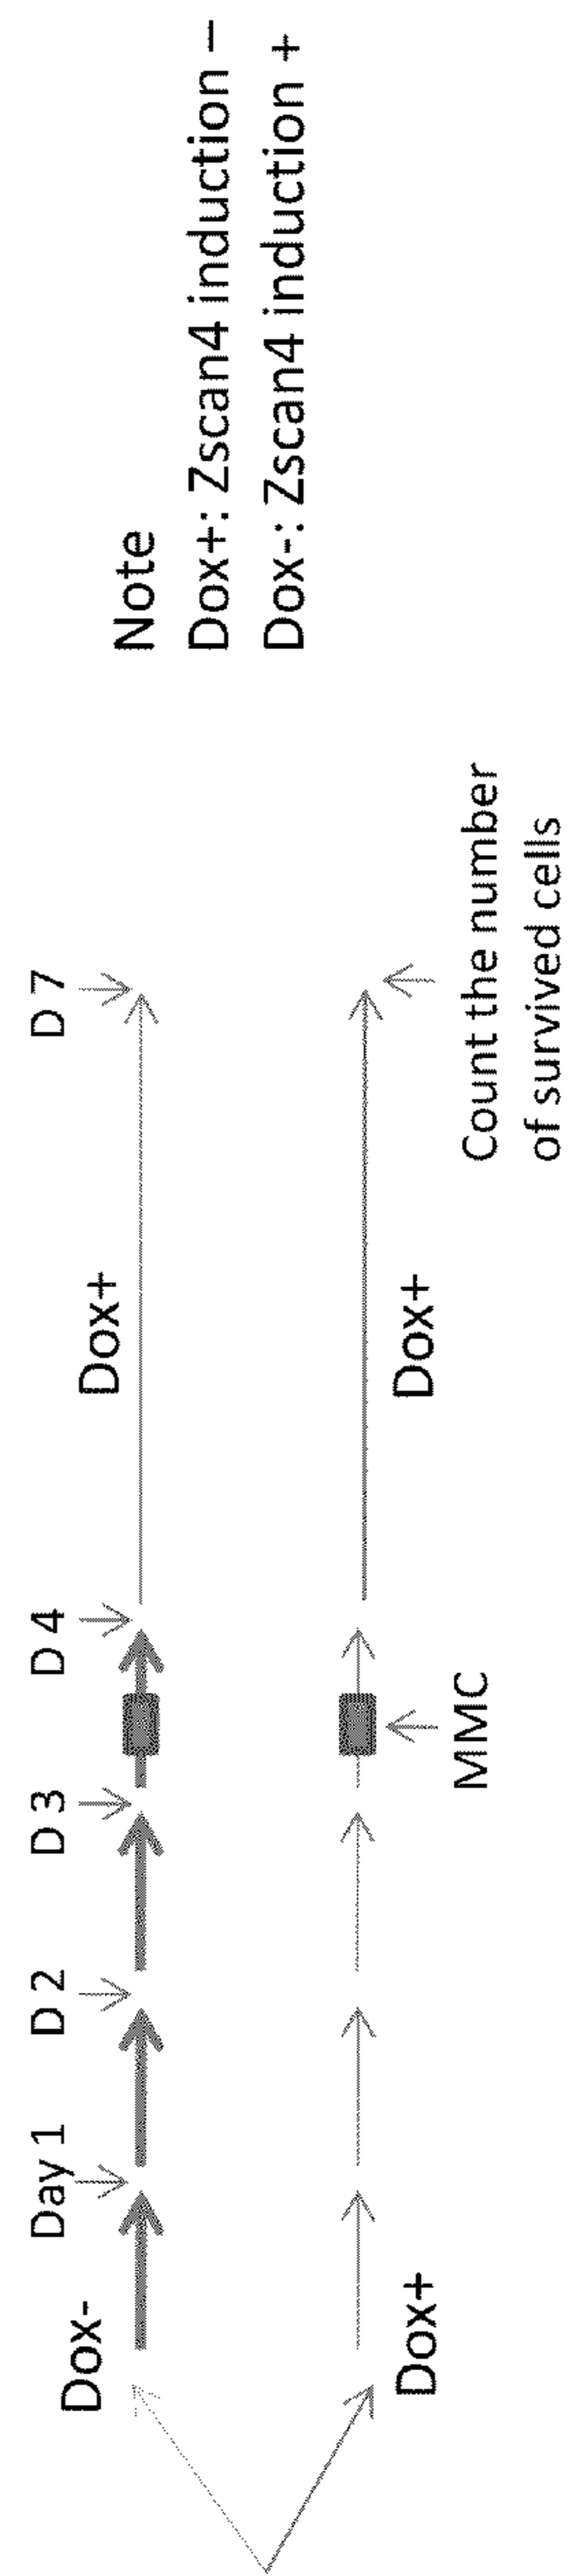 Day 1
D 2
D 3
D 4
D 7
Dox-
Dox+
Dox+
Dox+
MMC
Count the number
of survived cells
Note
Dox+: Zscan4 induction –
Dox-: Zscan4 induction +